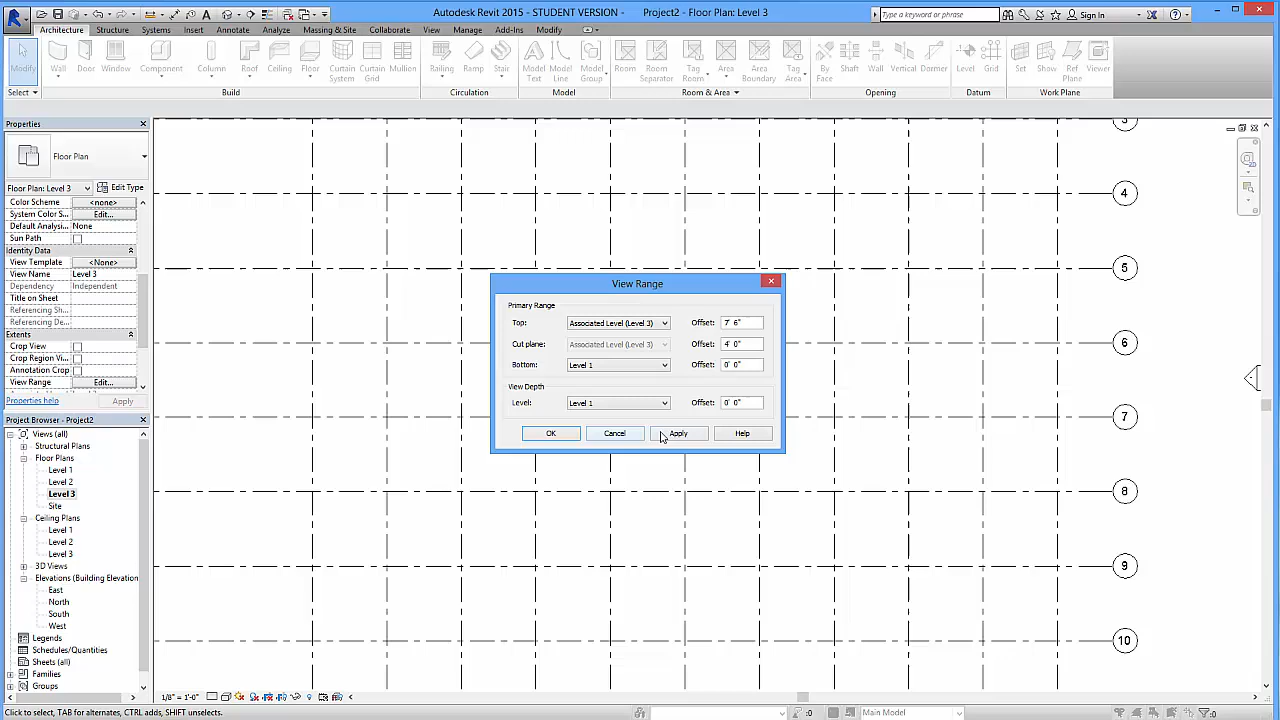 Autodesk Revit 2015 - STUDENT VERSION - Project2 - Floor Plan: Level 3
Type a keyword or phrase
Sign In
Architecture Structure Systems Insert Annotate Analyze Massing & Site Collaborate View Manage Add-Ins Modify
Modify Wall Door Window Component Column Roof Ceiling Floor Curtain System Curtain Grid Mullion Railing Ramp Stair Model Text Model Line Model Group Room Room Separator Tag Room Area Area Boundary Tag Area By Face Shaft Wall Vertical Dormer Level Grid Set Show Ref Plane Viewer
Select Build Circulation Model Room & Area Opening Datum Work Plane
Properties
Floor Plan
Floor Plan: Level 3 Edit Type
Color Scheme <none>
System Color S... Edit...
Default Analysi... None
Sun Path
Identity Data
View Template <None>
View Name Level 3
Dependency Independent
Title on Sheet
Referencing Sh...
Referencing De...
Extents
Crop View
Crop Region Vi...
Annotation Crop
View Range Edit...
Properties help Apply
Project Browser - Project2
Views (all)
Structural Plans
Floor Plans
Level 1
Level 2
Level 3
Site
Ceiling Plans
Level 1
Level 2
Level 3
3D Views
Elevations (Building Elevation
East
North
South
West
Legends
Schedules/Quantities
Sheets (all)
Families
Groups
3
4
5
6
7
8
9
10
View Range
Primary Range
Top: Associated Level (Level 3) Offset: 7' 6"
Cut plane: Associated Level (Level 3) Offset: 4' 0"
Bottom: Level 1 Offset: 0' 0"
View Depth
Level: Level 1 Offset: 0' 0"
OK Cancel Apply Help
1/8" = 1'-0"
Click to select, TAB for alternates, CTRL adds, SHIFT unselects.
:0 Main Model :0